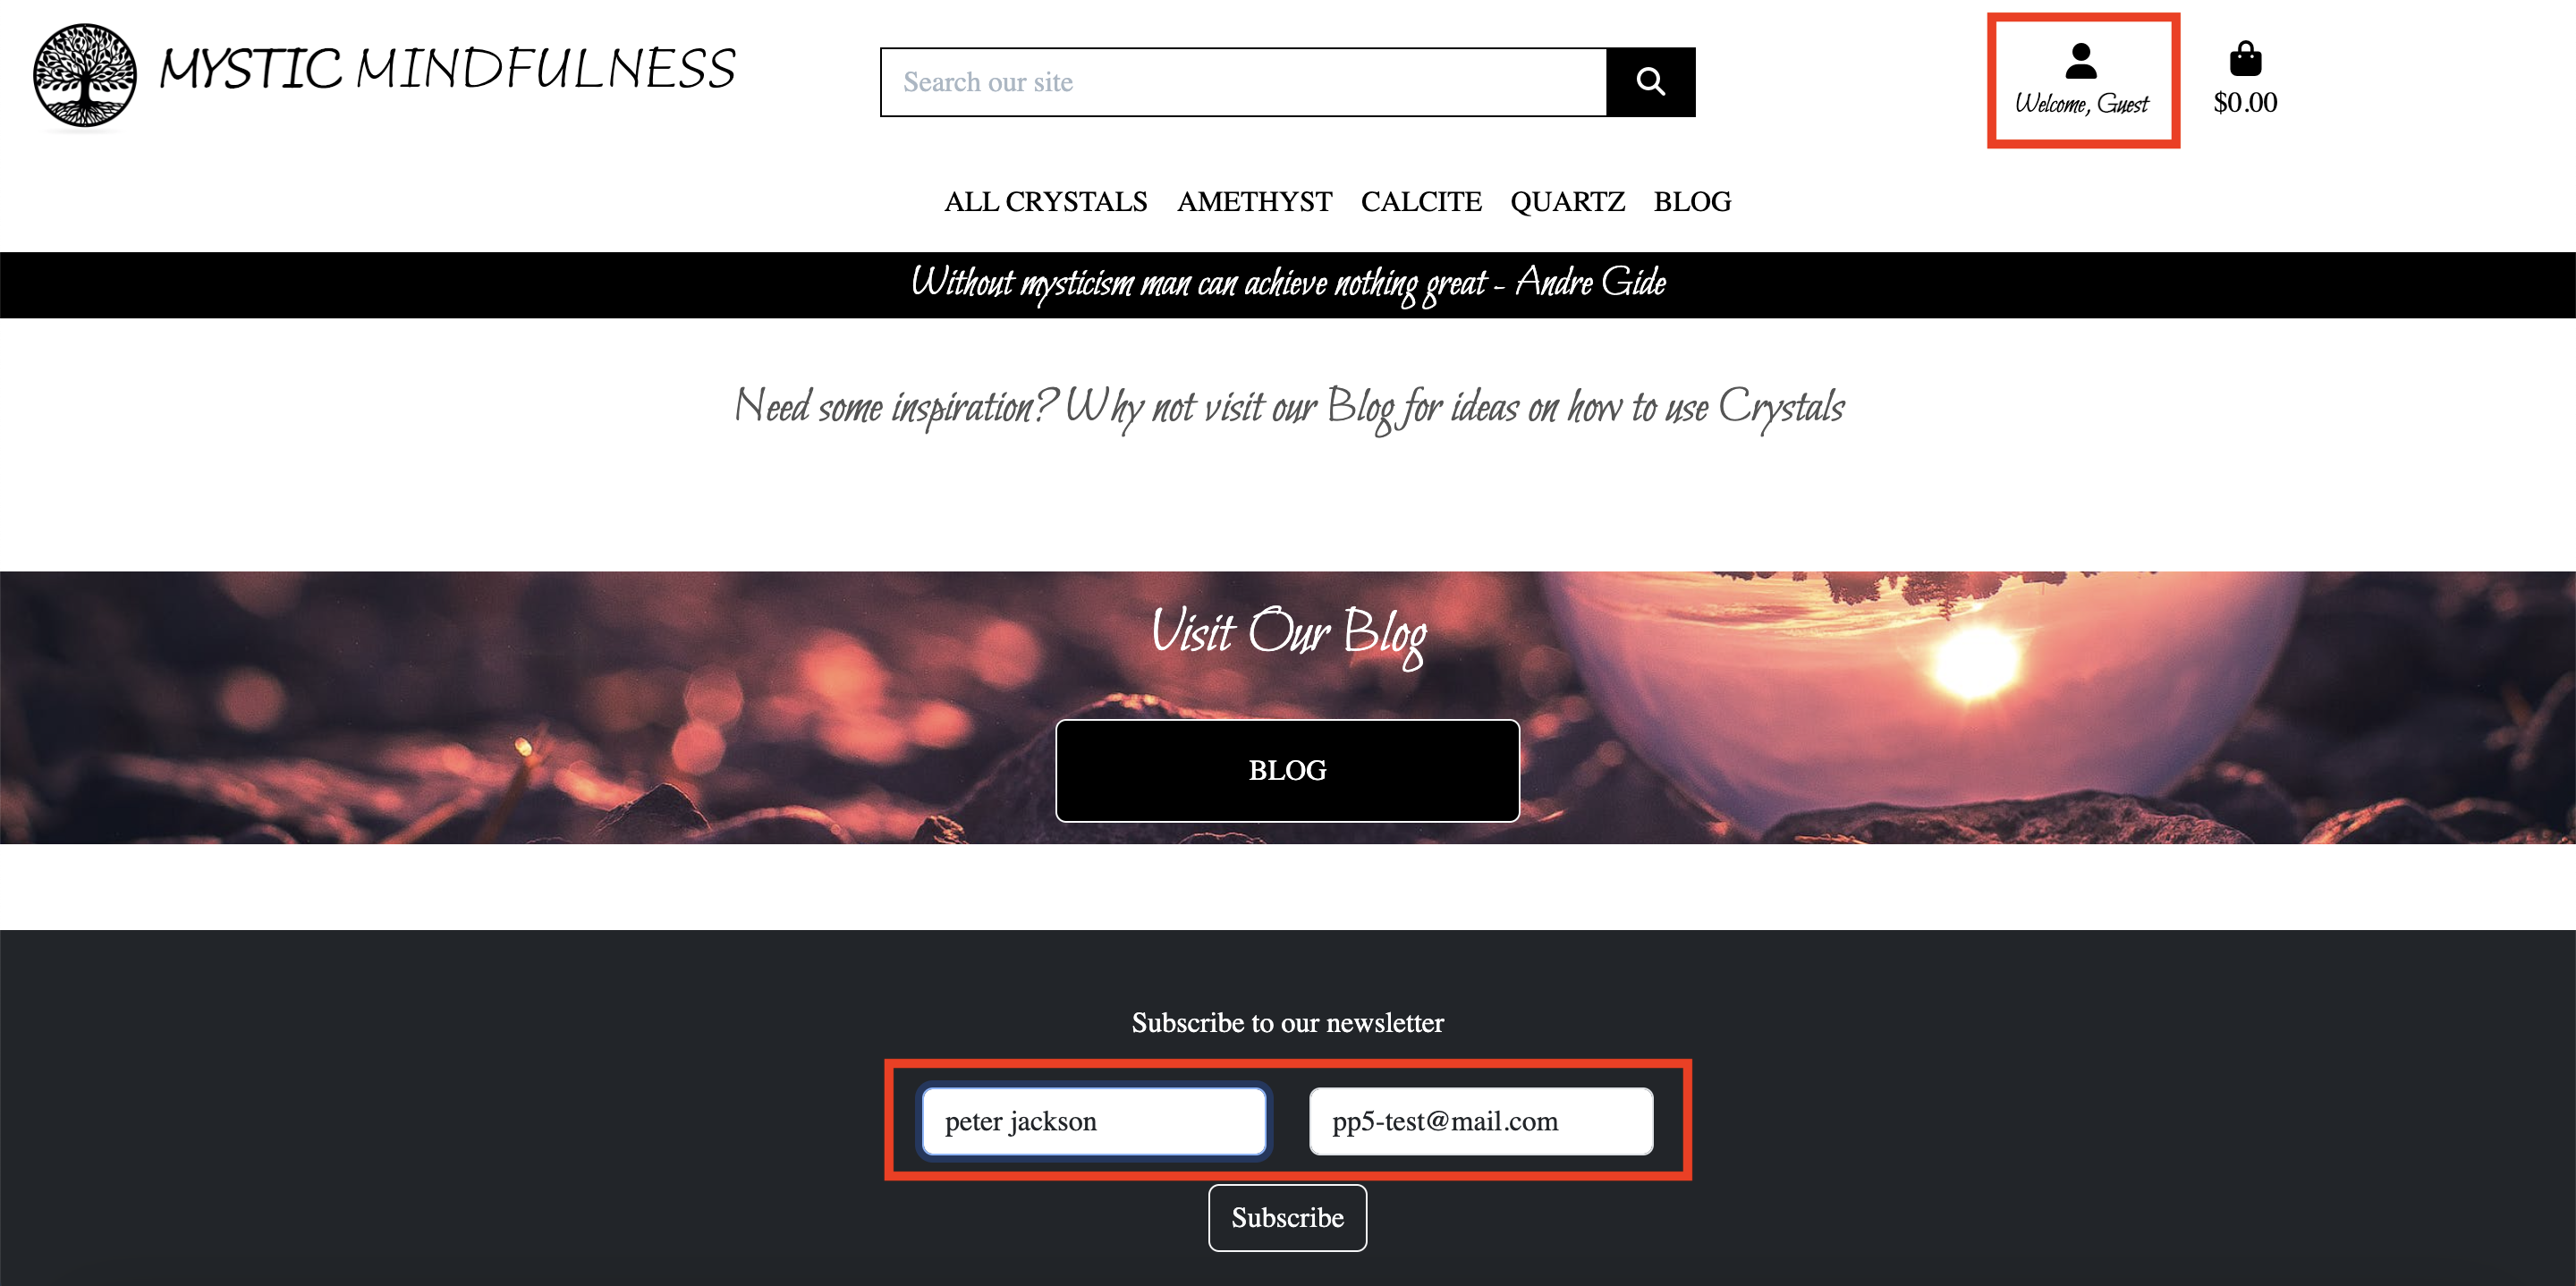 MYSTIC MINDFULNESS
Search our site
Welcome, Guest
$0.00
ALL CRYSTALS AMETHYST CALCITE QUARTZ BLOG
Without mysticism man can achieve nothing great - Andre Gide
Need some inspiration? Why not visit our Blog for ideas on how to use Crystals
Visit Our Blog
BLOG
Subscribe to our newsletter
peter jackson pp5-test@mail.com
Subscribe